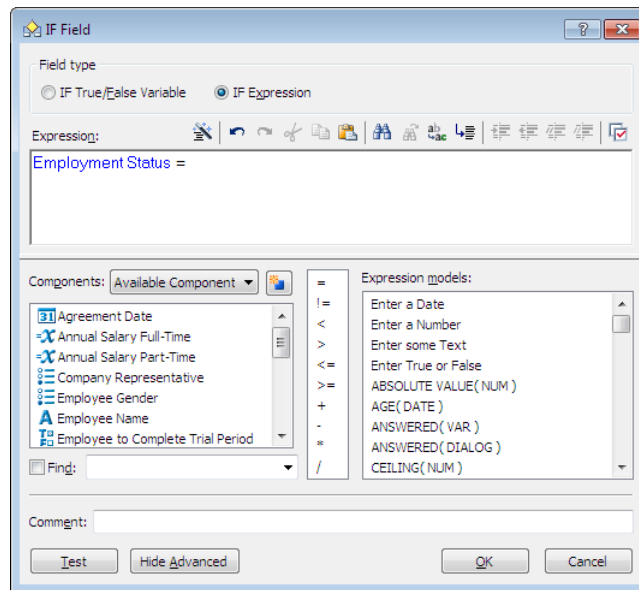 IF Field
Field type
IF True/False Variable
IF Expression
Expression:
ab
ac
Employment Status =
Components:
Available Component
Expression models:
31 Agreement Date
=X Annual Salary Full-Time
=X Annual Salary Part-Time
Company Representative
Employee Gender
A Employee Name
T F Employee to Complete Trial Period
=
!=
<
>
<=
>=
+
-
*
/
Enter a Date
Enter a Number
Enter some Text
Enter True or False
ABSOLUTE VALUE( NUM )
AGE( DATE )
ANSWERED( VAR )
ANSWERED( DIALOG )
CEILING( NUM )
Find:
Comment:
Test
Hide Advanced
OK
Cancel